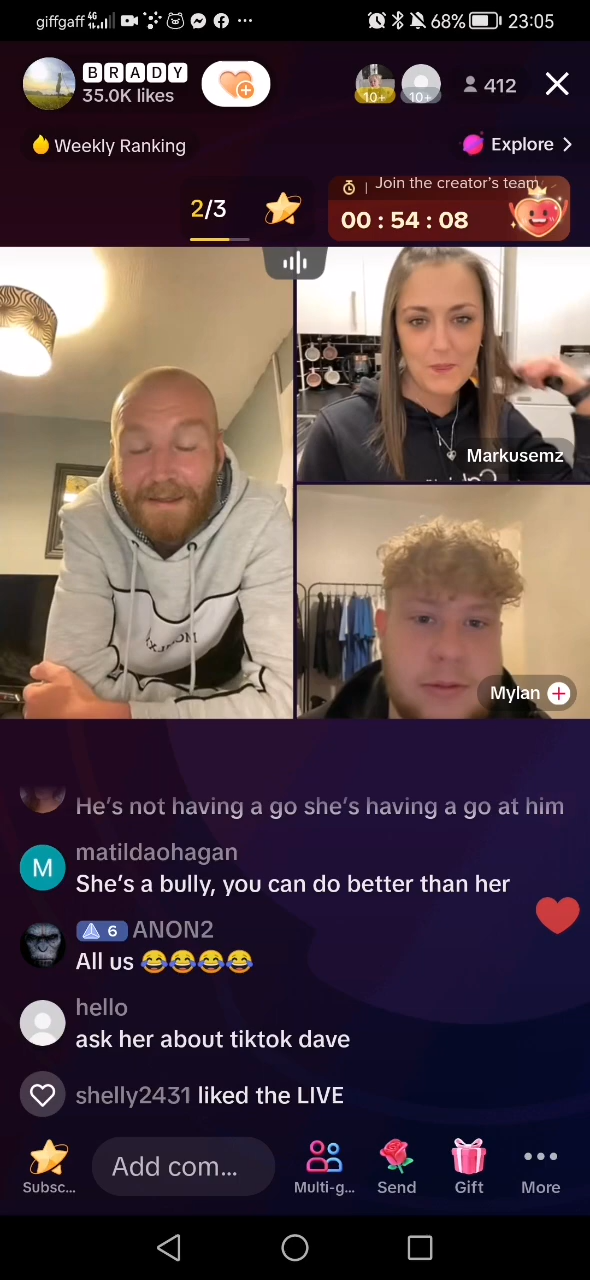 giffgaff 4G 68% 23:05
BRADY
35.0K likes
10+ 10+ 412
Weekly Ranking
Explore
Join the creator's team
2/3
00 : 54 : 08
Markusemz
Mylan
He's not having a go she's having a go at him
M
matildaohagan
She's a bully, you can do better than her
6 ANON2
All us 😂😂😂😂
hello
ask her about tiktok dave
shelly2431 liked the LIVE
Add com...
Subsc... Multi-g... Send Gift More